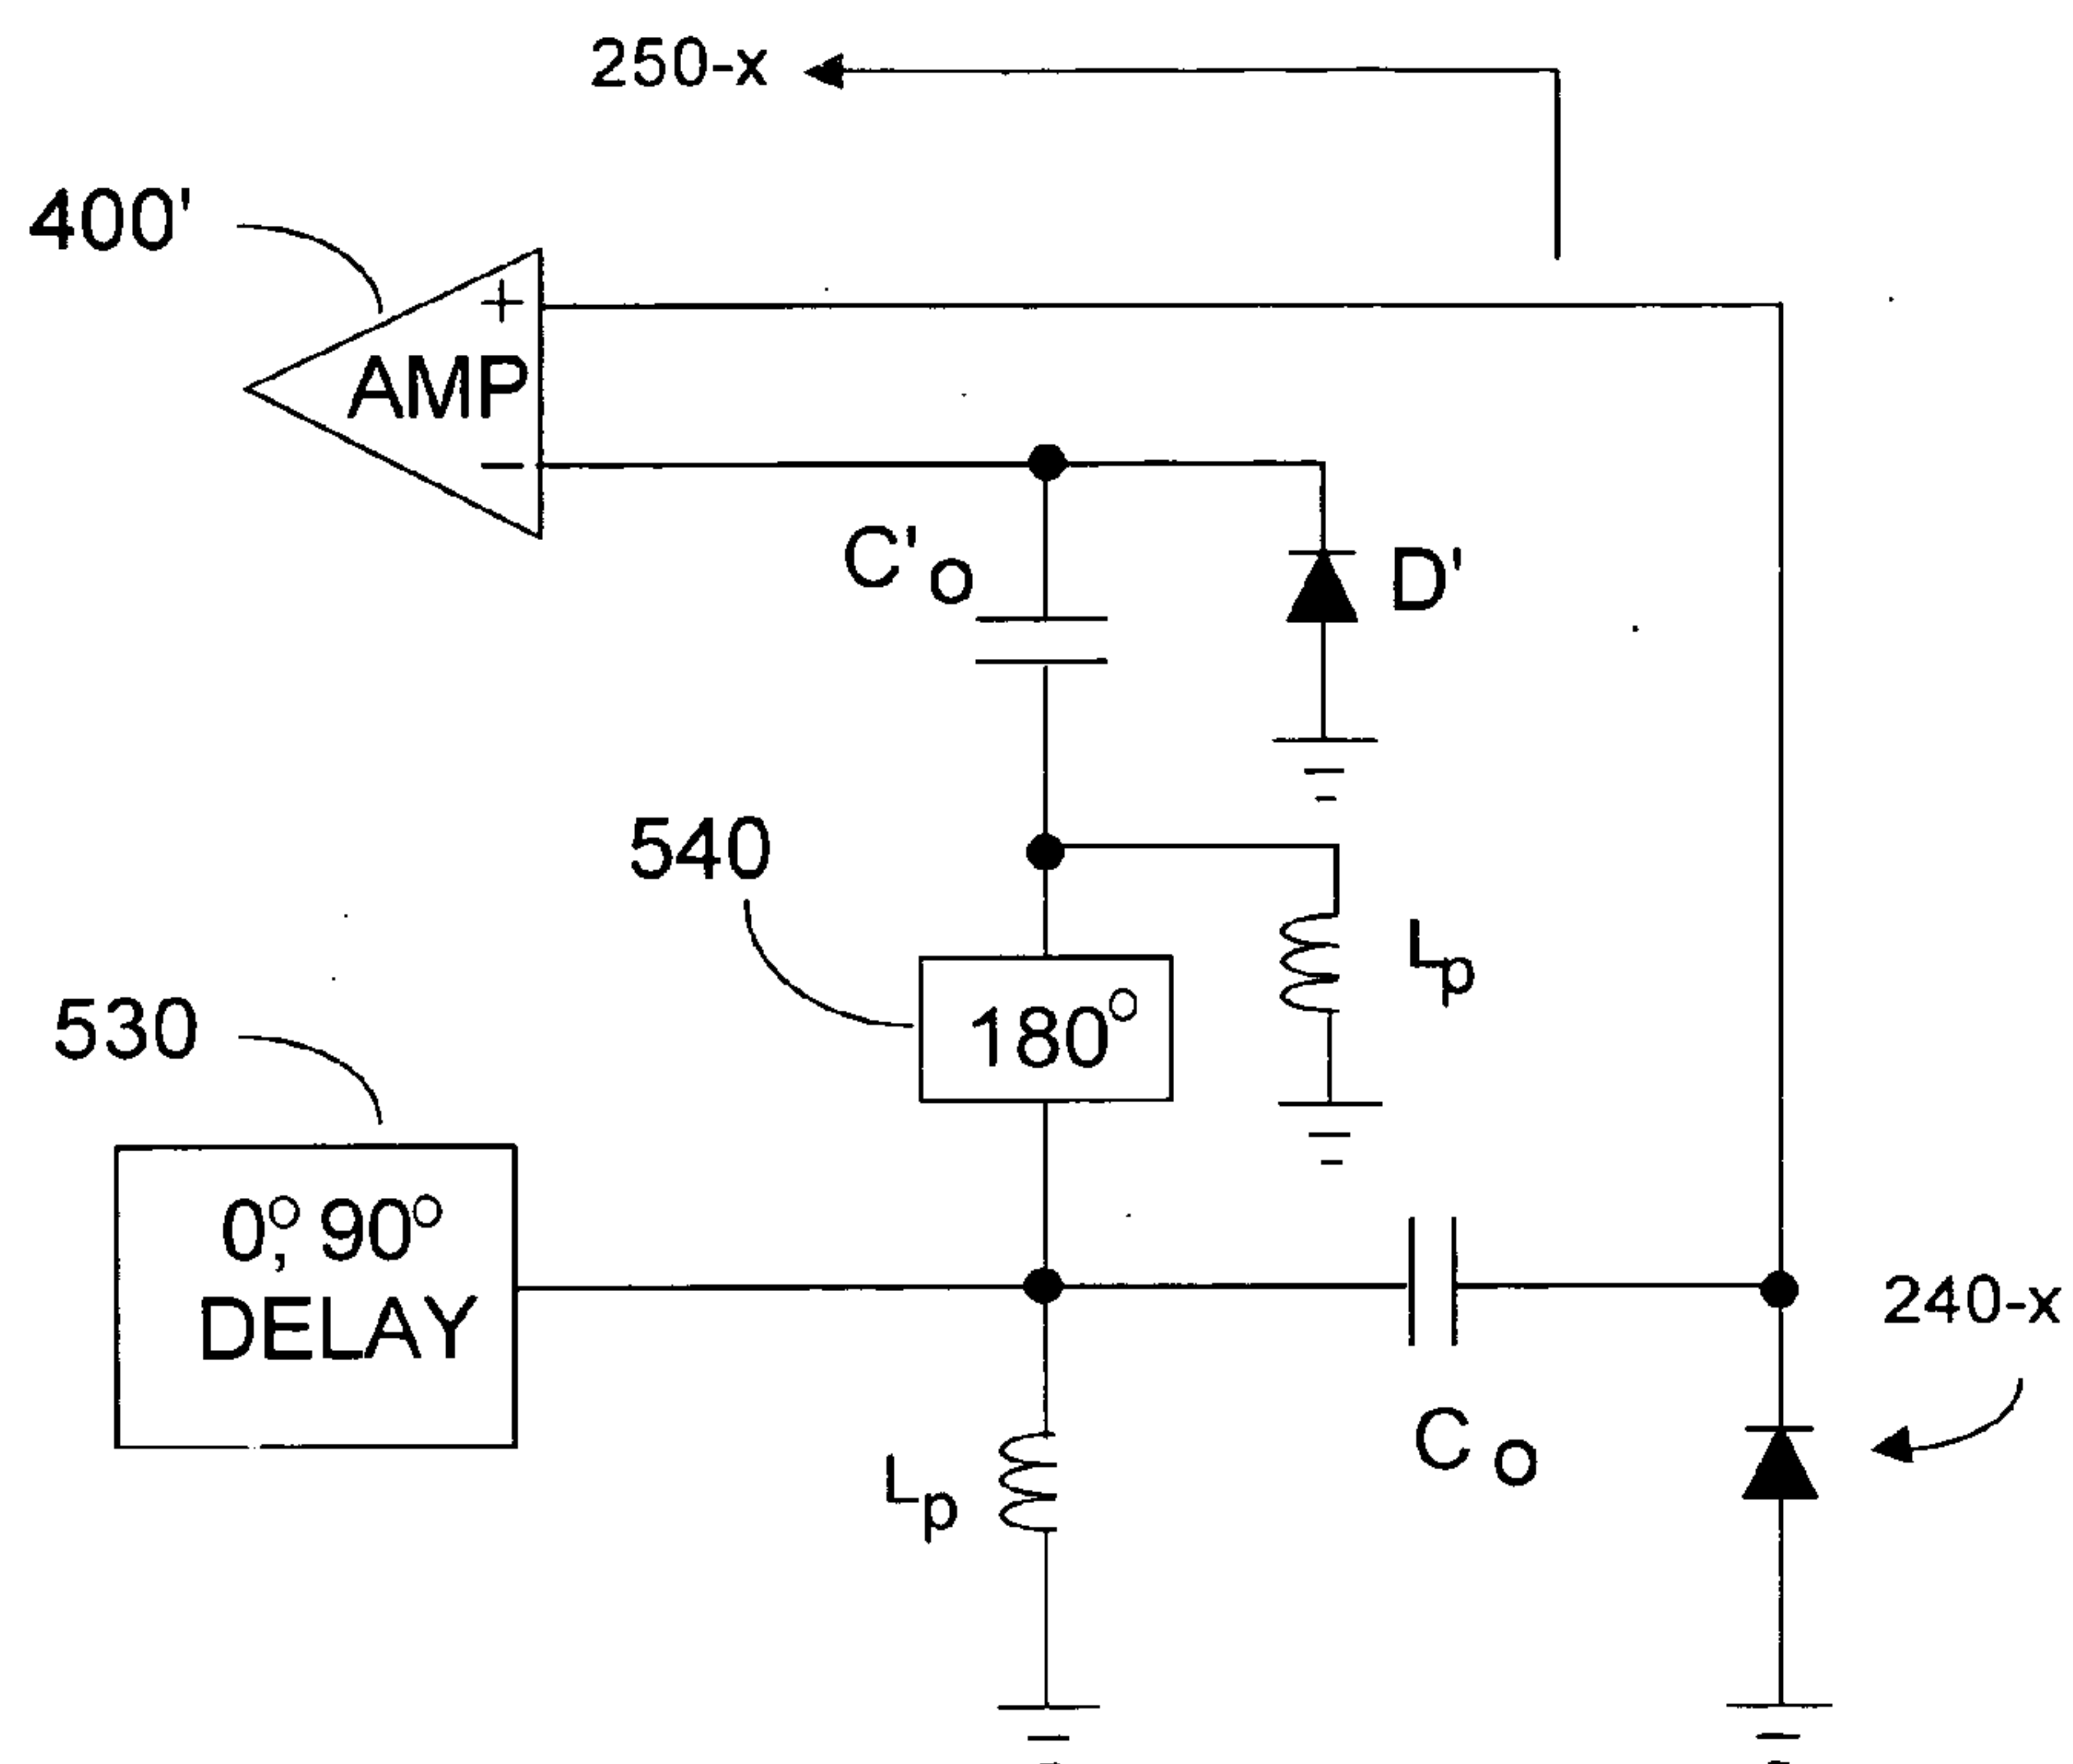 250-x
400'
+
AMP
−
C'o
D'
540
Lp
180°
530
0°, 90°
DELAY
240-x
Co
Lp